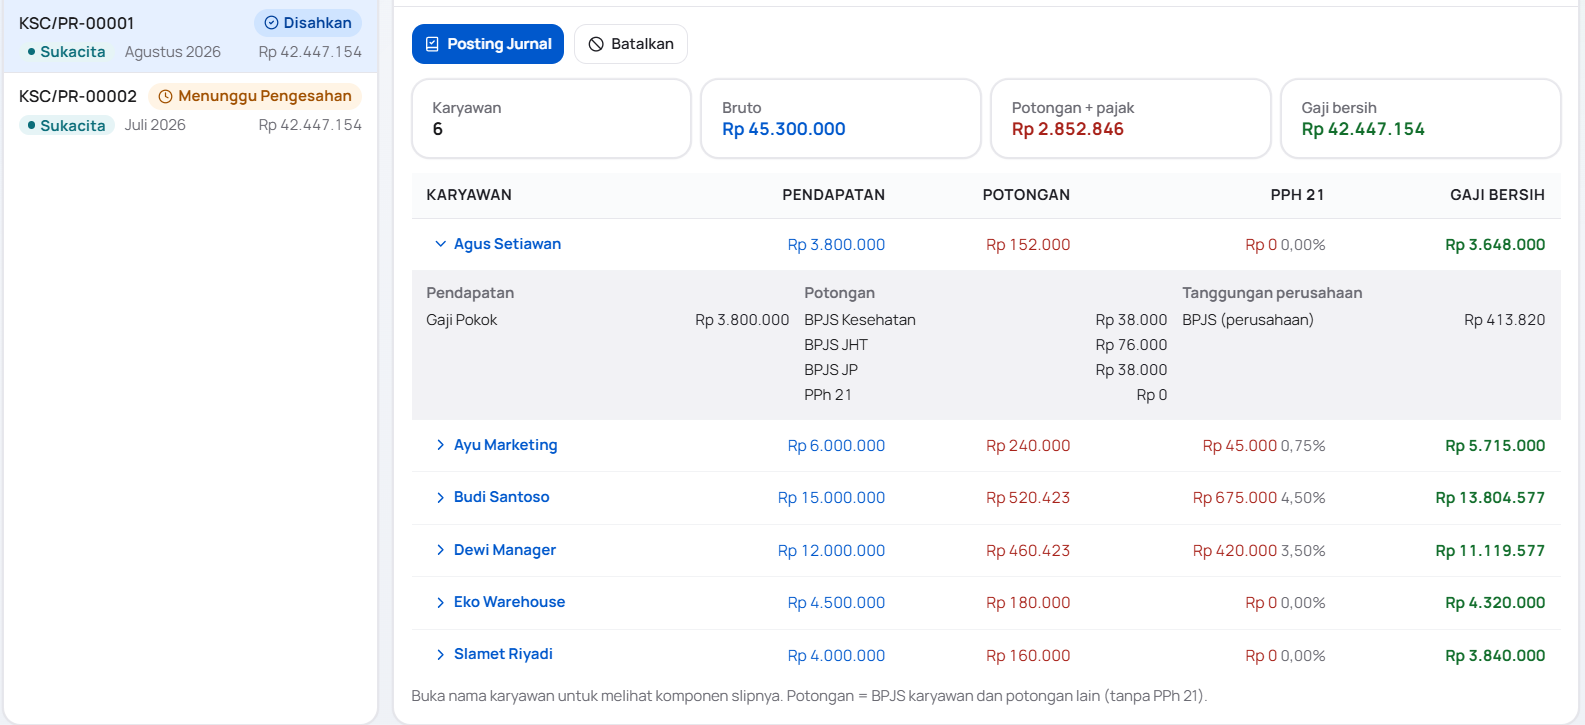 KSC/PR-00001 Disahkan
Sukacita Agustus 2026 Rp 42.447.154
KSC/PR-00002 Menunggu Pengesahan
Sukacita Juli 2026 Rp 42.447.154
Posting Jurnal Batalkan
Karyawan Bruto Potongan + pajak Gaji bersih
6 Rp 45.300.000 Rp 2.852.846 Rp 42.447.154
KARYAWAN PENDAPATAN POTONGAN PPH 21 GAJI BERSIH
Agus Setiawan Rp 3.800.000 Rp 152.000 Rp 0 0,00% Rp 3.648.000
Pendapatan Potongan Tanggungan perusahaan
Gaji Pokok Rp 3.800.000 BPJS Kesehatan Rp 38.000 BPJS (perusahaan) Rp 413.820
BPJS JHT Rp 76.000
BPJS JP Rp 38.000
PPh 21 Rp 0
Ayu Marketing Rp 6.000.000 Rp 240.000 Rp 45.000 0,75% Rp 5.715.000
Budi Santoso Rp 15.000.000 Rp 520.423 Rp 675.000 4,50% Rp 13.804.577
Dewi Manager Rp 12.000.000 Rp 460.423 Rp 420.000 3,50% Rp 11.119.577
Eko Warehouse Rp 4.500.000 Rp 180.000 Rp 0 0,00% Rp 4.320.000
Slamet Riyadi Rp 4.000.000 Rp 160.000 Rp 0 0,00% Rp 3.840.000
Buka nama karyawan untuk melihat komponen slipnya. Potongan = BPJS karyawan dan potongan lain (tanpa PPh 21).